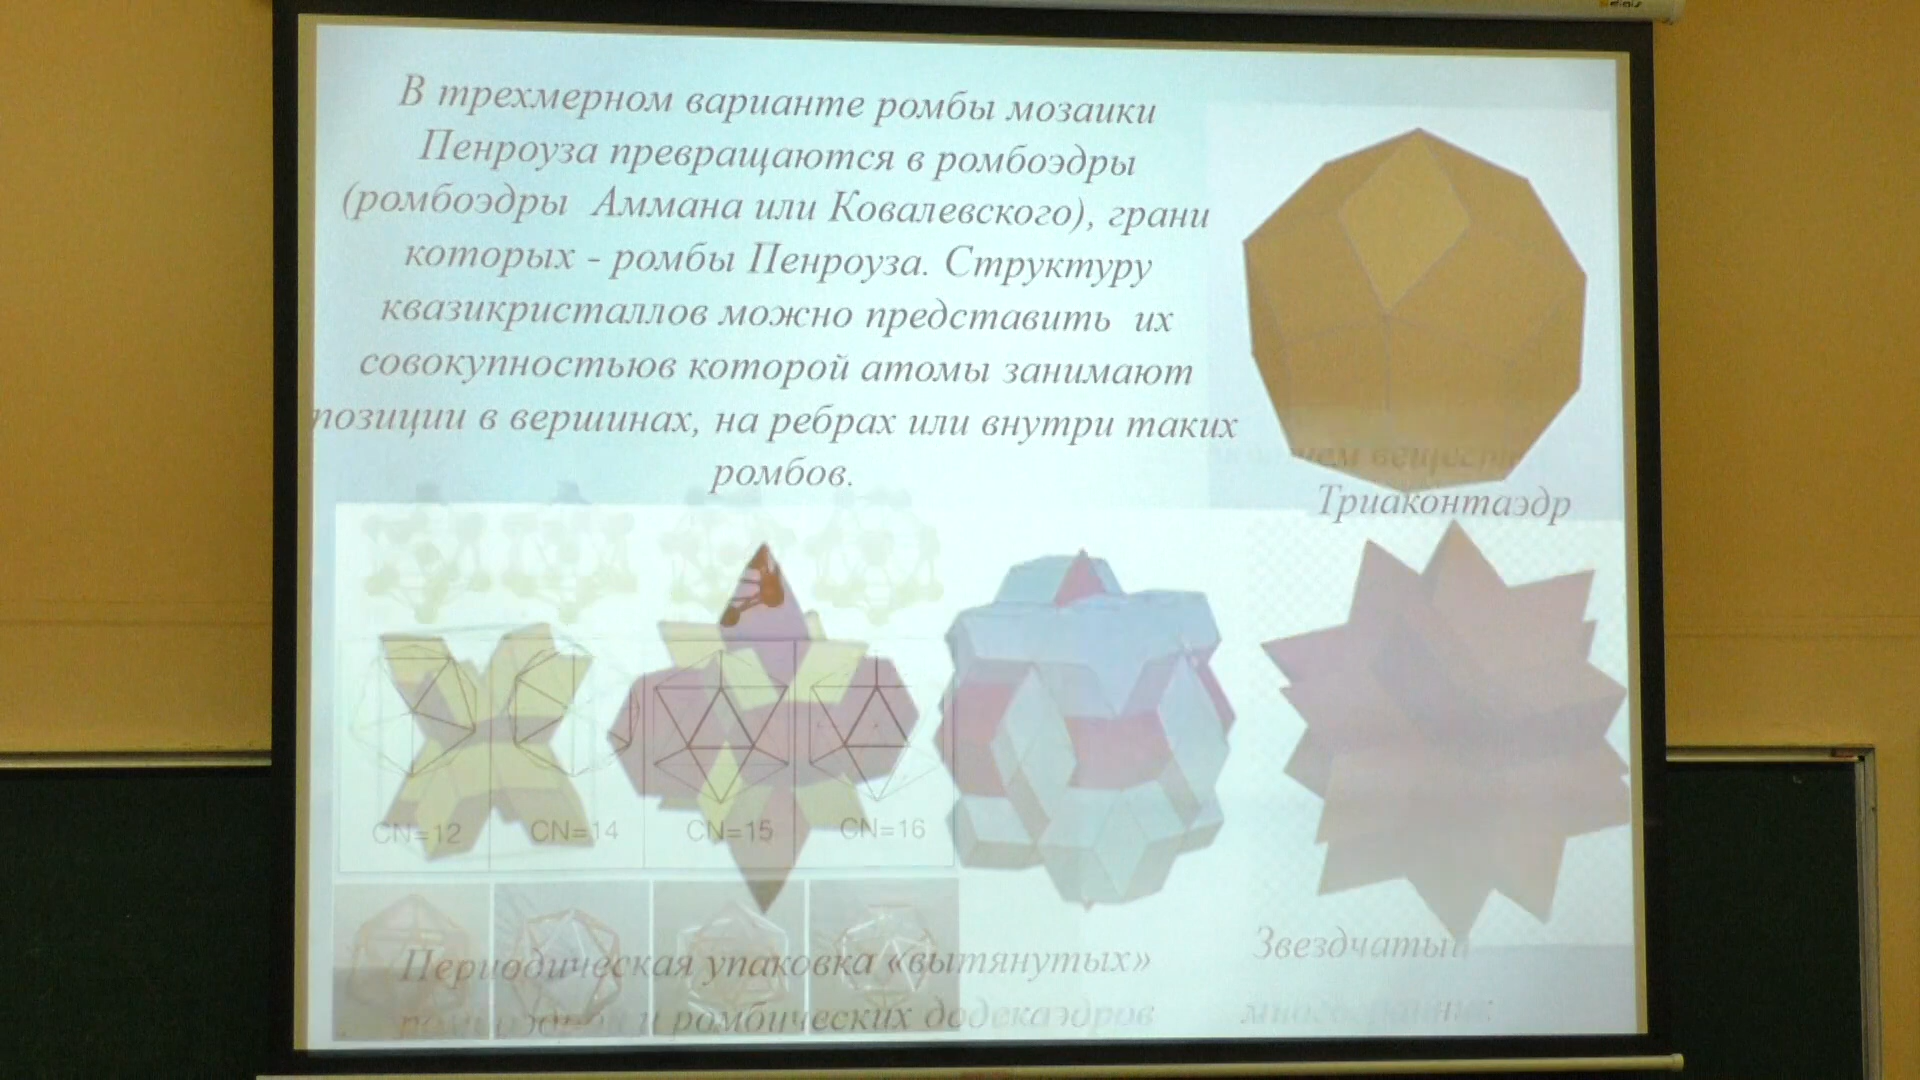 В трехмерном варианте ромбы мозаики
Пенроуза превращаются в ромбоэдры
(ромбоэдры Аммана или Ковалевского), грани
которых - ромбы Пенроуза. Структуру
квазикристаллов можно представить их
совокупностьюв которой атомы занимают
позиции в вершинах, на ребрах или внутри таких
ромбов.
Триаконтаэдр
CN=12 CN=14 CN=15 CN=16
Периодическая упаковка «вытянутых»
и ромбических додекаэдров
Звездчатый
многогранник